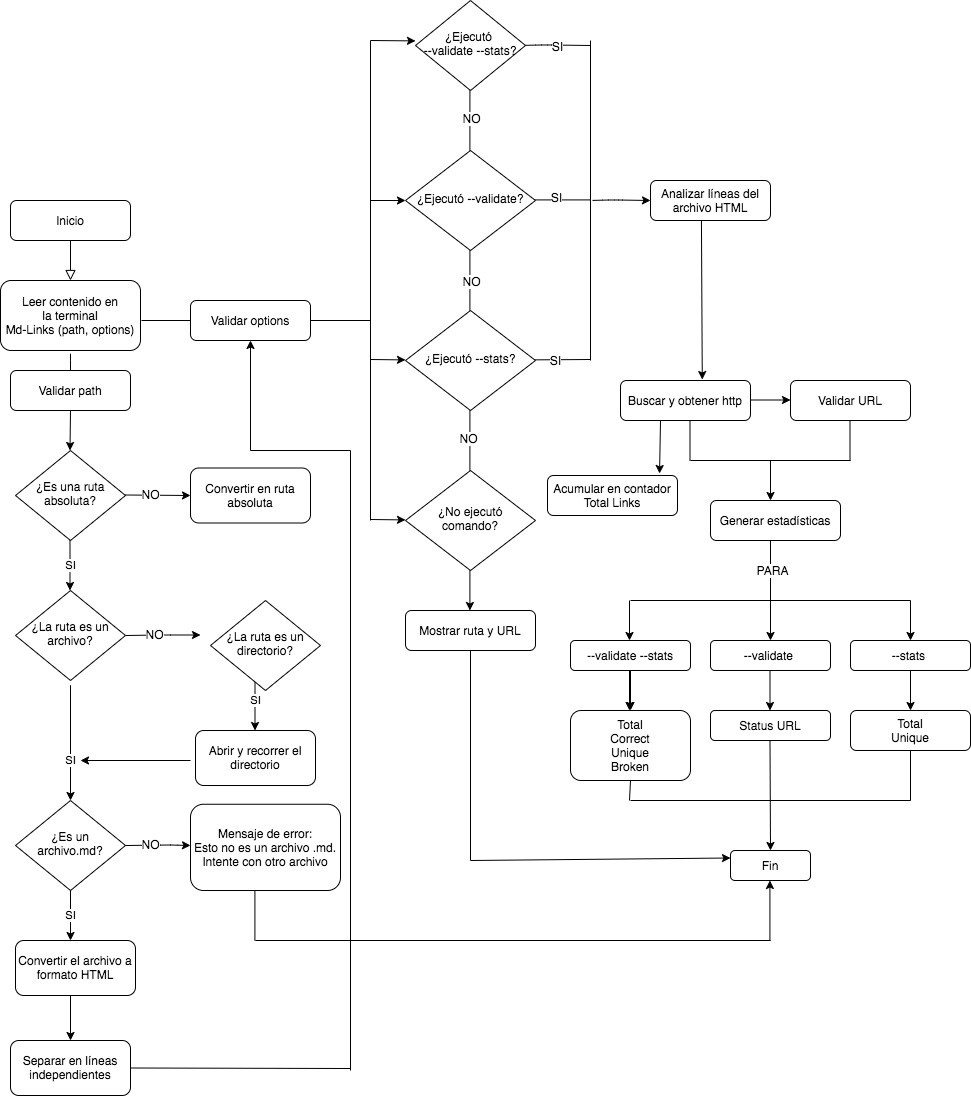 ¿Ejecutó
--validate --stats?
SI
NO
¿Ejecutó --validate?
SI
Analizar líneas del
archivo HTML
Inicio
NO
Leer contenido en
la terminal
Md-Links (path, options)
Validar options
¿Ejecutó --stats?
SI
Validar path
Buscar y obtener http
Validar URL
NO
¿Es una ruta
absoluta?
NO
Convertir en ruta
absoluta
Acumular en contador
Total Links
¿No ejecutó
comando?
Generar estadísticas
SI
PARA
¿La ruta es un
archivo?
NO
¿La ruta es un
directorio?
Mostrar ruta y URL
--validate --stats
--validate
--stats
SI
Total
Correct
Unique
Broken
Status URL
Total
Unique
SI
Abrir y recorrer el
directorio
¿Es un
archivo.md?
NO
Mensaje de error:
Esto no es un archivo .md.
Intente con otro archivo
Fin
SI
Convertir el archivo a
formato HTML
Separar en líneas
independientes